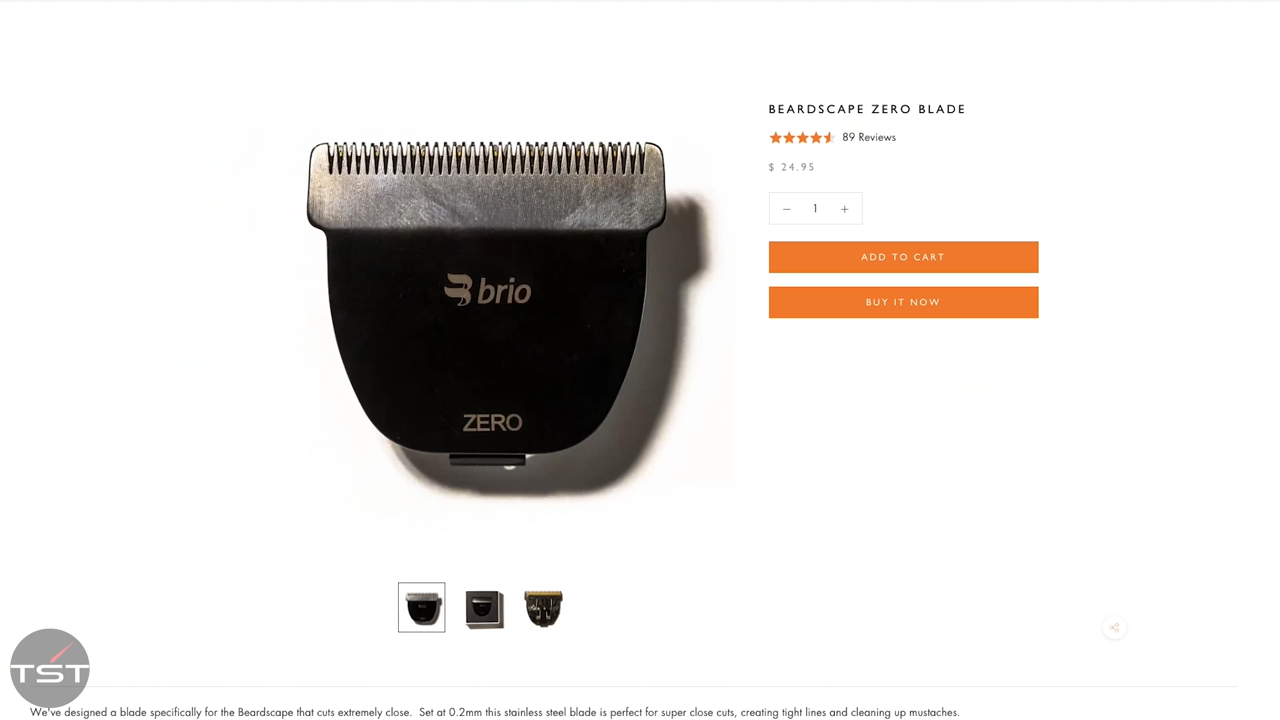 BEARDSCAPE ZERO BLADE
89 Reviews
$ 24.95
− 1 +
ADD TO CART
BUY IT NOW
brio
ZERO
TST
We've designed a blade specifically for the Beardscape that cuts extremely close. Set at 0.2mm this stainless steel blade is perfect for super close cuts, creating tight lines and cleaning up mustaches.